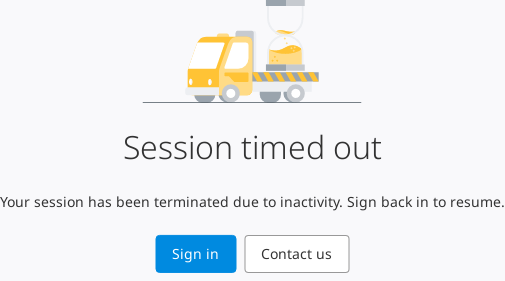 Session timed out
Your session has been terminated due to inactivity. Sign back in to resume.
Sign in
Contact us